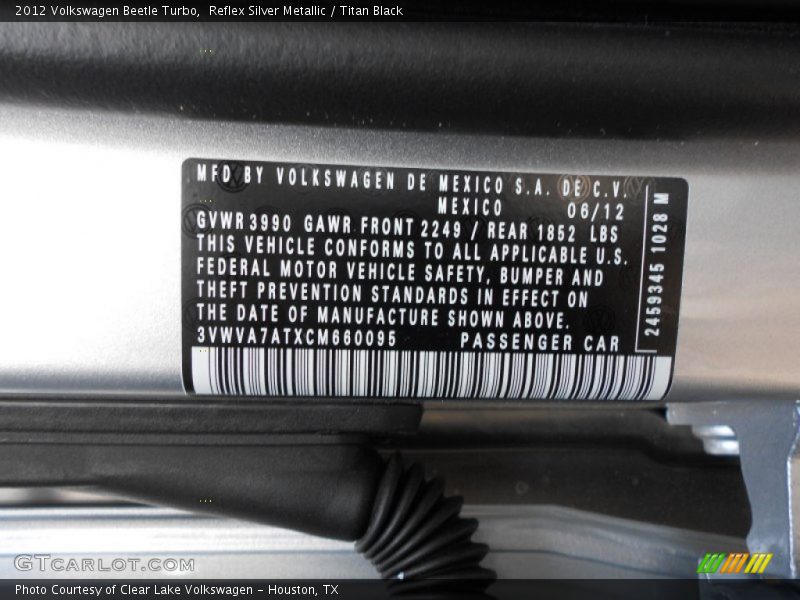 2012 Volkswagen Beetle Turbo,  Reflex Silver Metallic / Titan Black
MFD BY VOLKSWAGEN DE MEXICO S.A. DE C.V.
MEXICO 06/12
GVWR 3990 GAWR FRONT 2249 / REAR 1852 LBS
THIS VEHICLE CONFORMS TO ALL APPLICABLE U.S.
FEDERAL MOTOR VEHICLE SAFETY, BUMPER AND
THEFT PREVENTION STANDARDS IN EFFECT ON
THE DATE OF MANUFACTURE SHOWN ABOVE.
3VWVA7ATXCM660095 PASSENGER CAR
2459345 1028 M
GTCARLOT.COM
Photo Courtesy of Clear Lake Volkswagen - Houston, TX